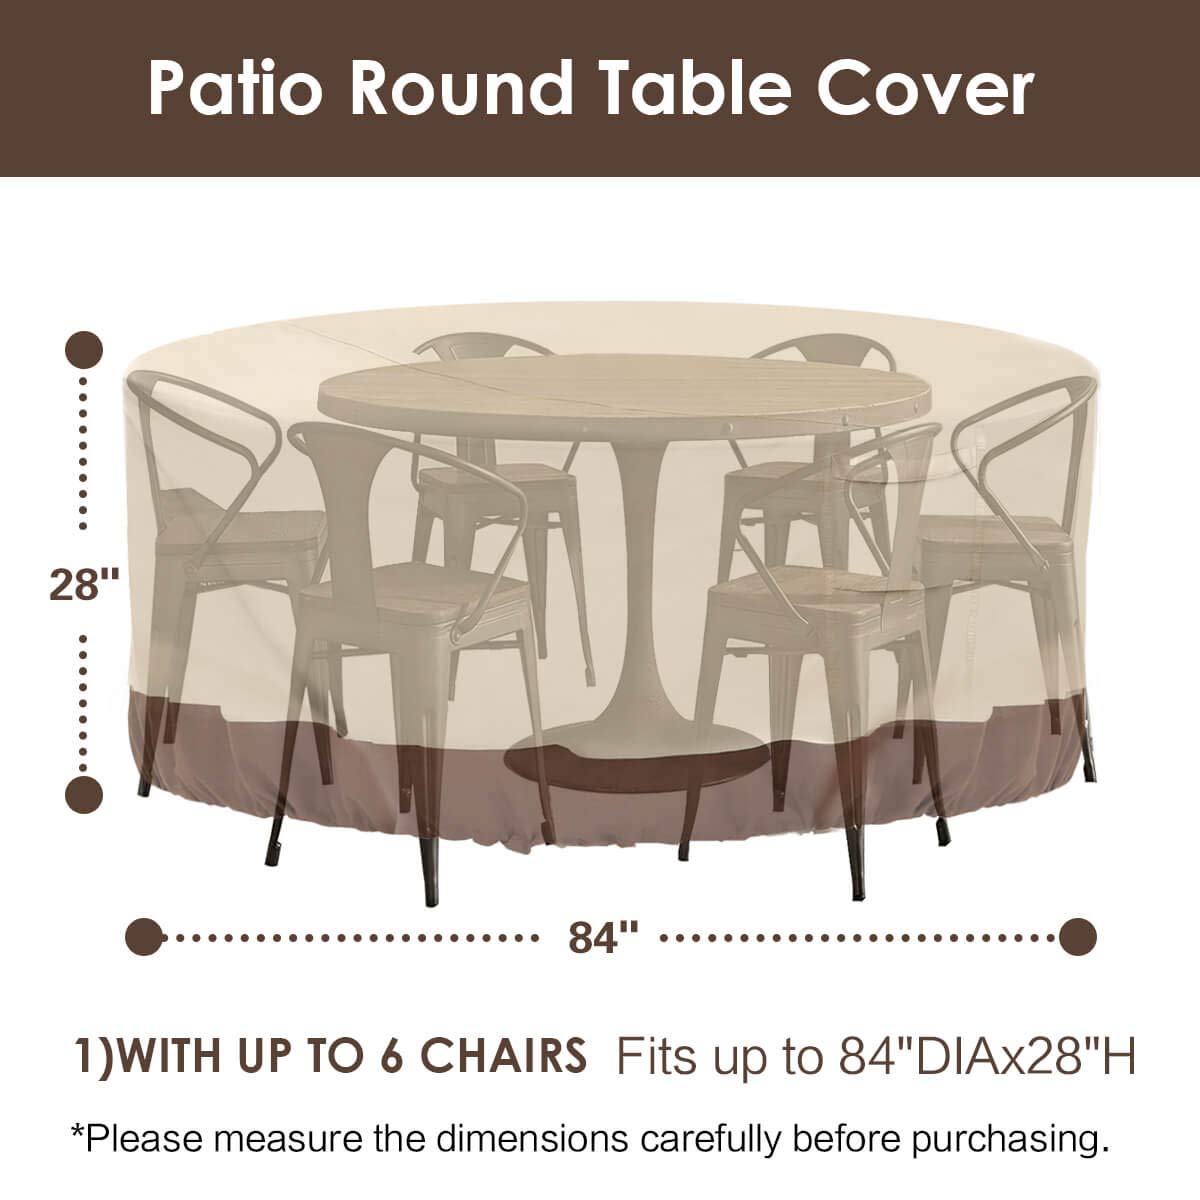 Patio Round Table Cover
28"
84"
1)WITH UP TO 6 CHAIRS Fits up to 84"DIAx28"H
*Please measure the dimensions carefully before purchasing.